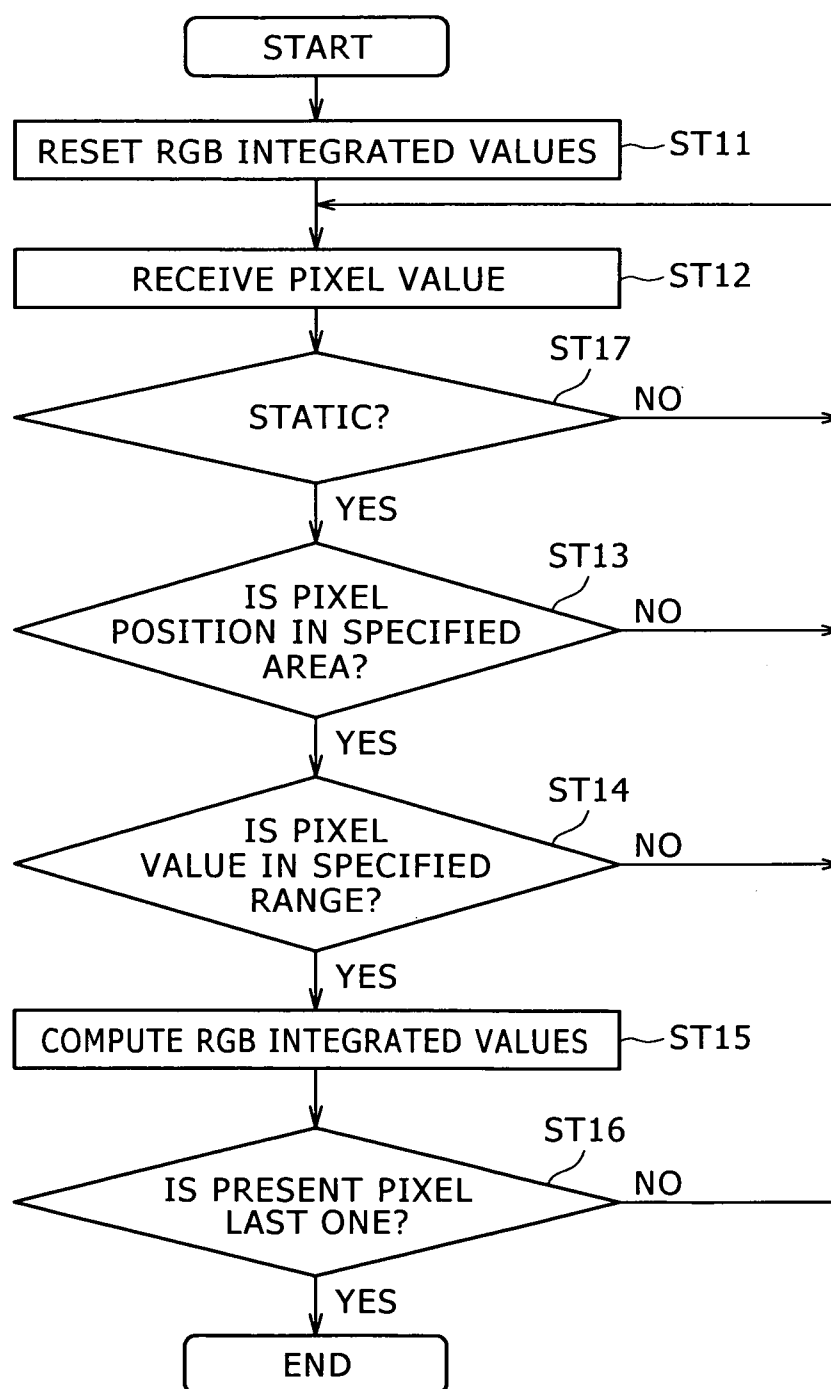 START
RESET RGB INTEGRATED VALUES
ST11
RECEIVE PIXEL VALUE
ST12
ST17
STATIC?
NO
YES
ST13
IS PIXEL
POSITION IN SPECIFIED
AREA?
NO
YES
ST14
IS PIXEL
VALUE IN SPECIFIED
RANGE?
NO
YES
COMPUTE RGB INTEGRATED VALUES
ST15
ST16
IS PRESENT PIXEL
LAST ONE?
NO
YES
END